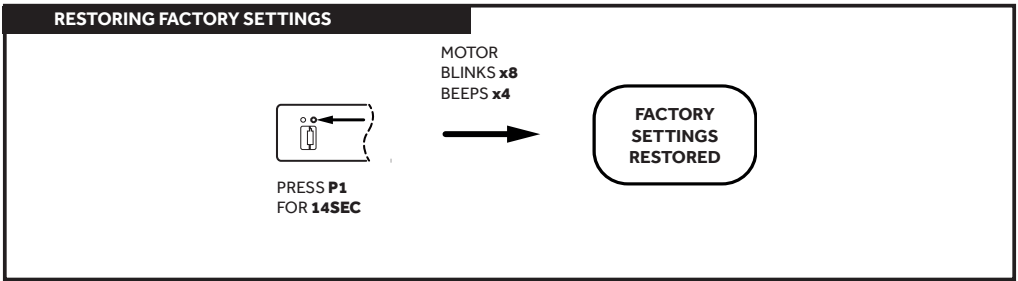 RESTORING FACTORY SETTINGS
MOTOR
BLINKS x8
BEEPS x4
PRESS P1
FOR 14SEC
FACTORY
SETTINGS
RESTORED